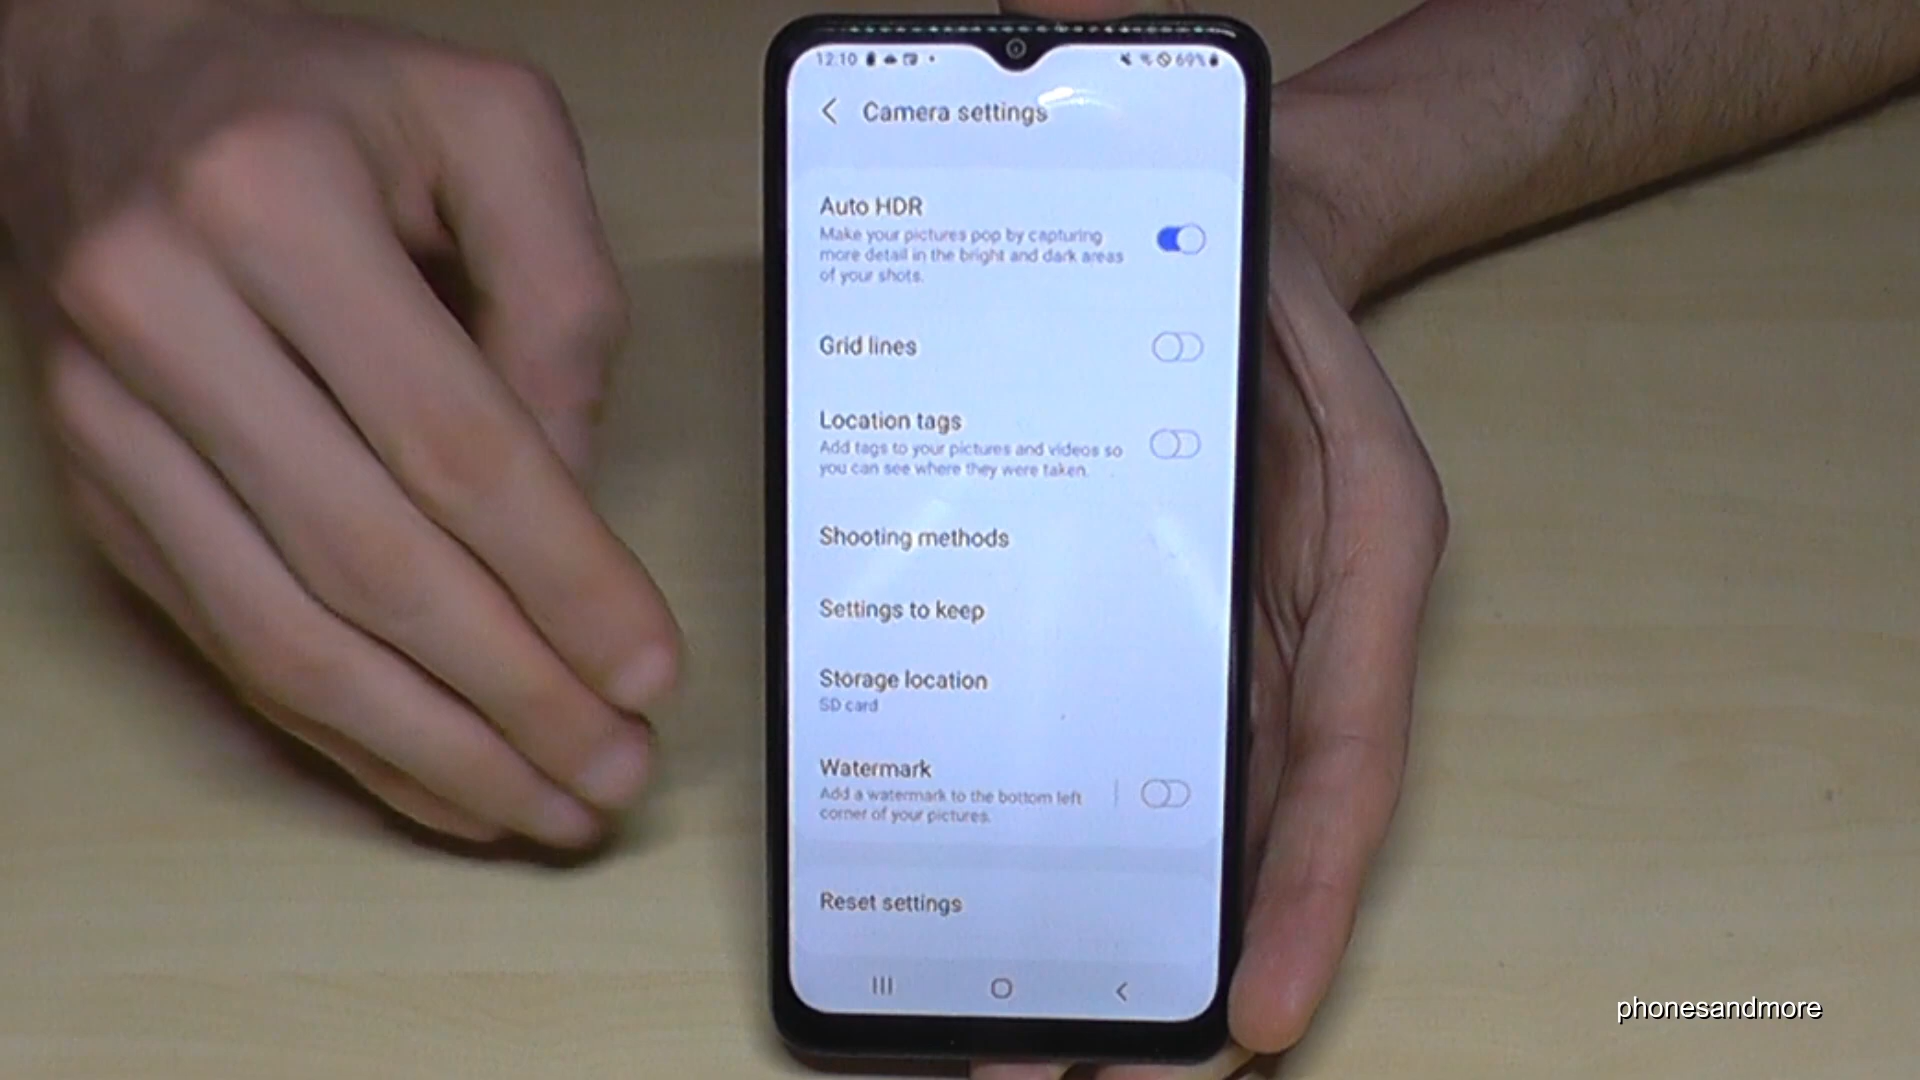 12:10 69%
Camera settings
Auto HDR
Make your pictures pop by capturing
more detail in the bright and dark areas
of your shots.
Grid lines
Location tags
Add tags to your pictures and videos so
you can see where they were taken.
Shooting methods
Settings to keep
Storage location
SD card
Watermark
Add a watermark to the bottom left
corner of your pictures.
Reset settings
phonesandmore